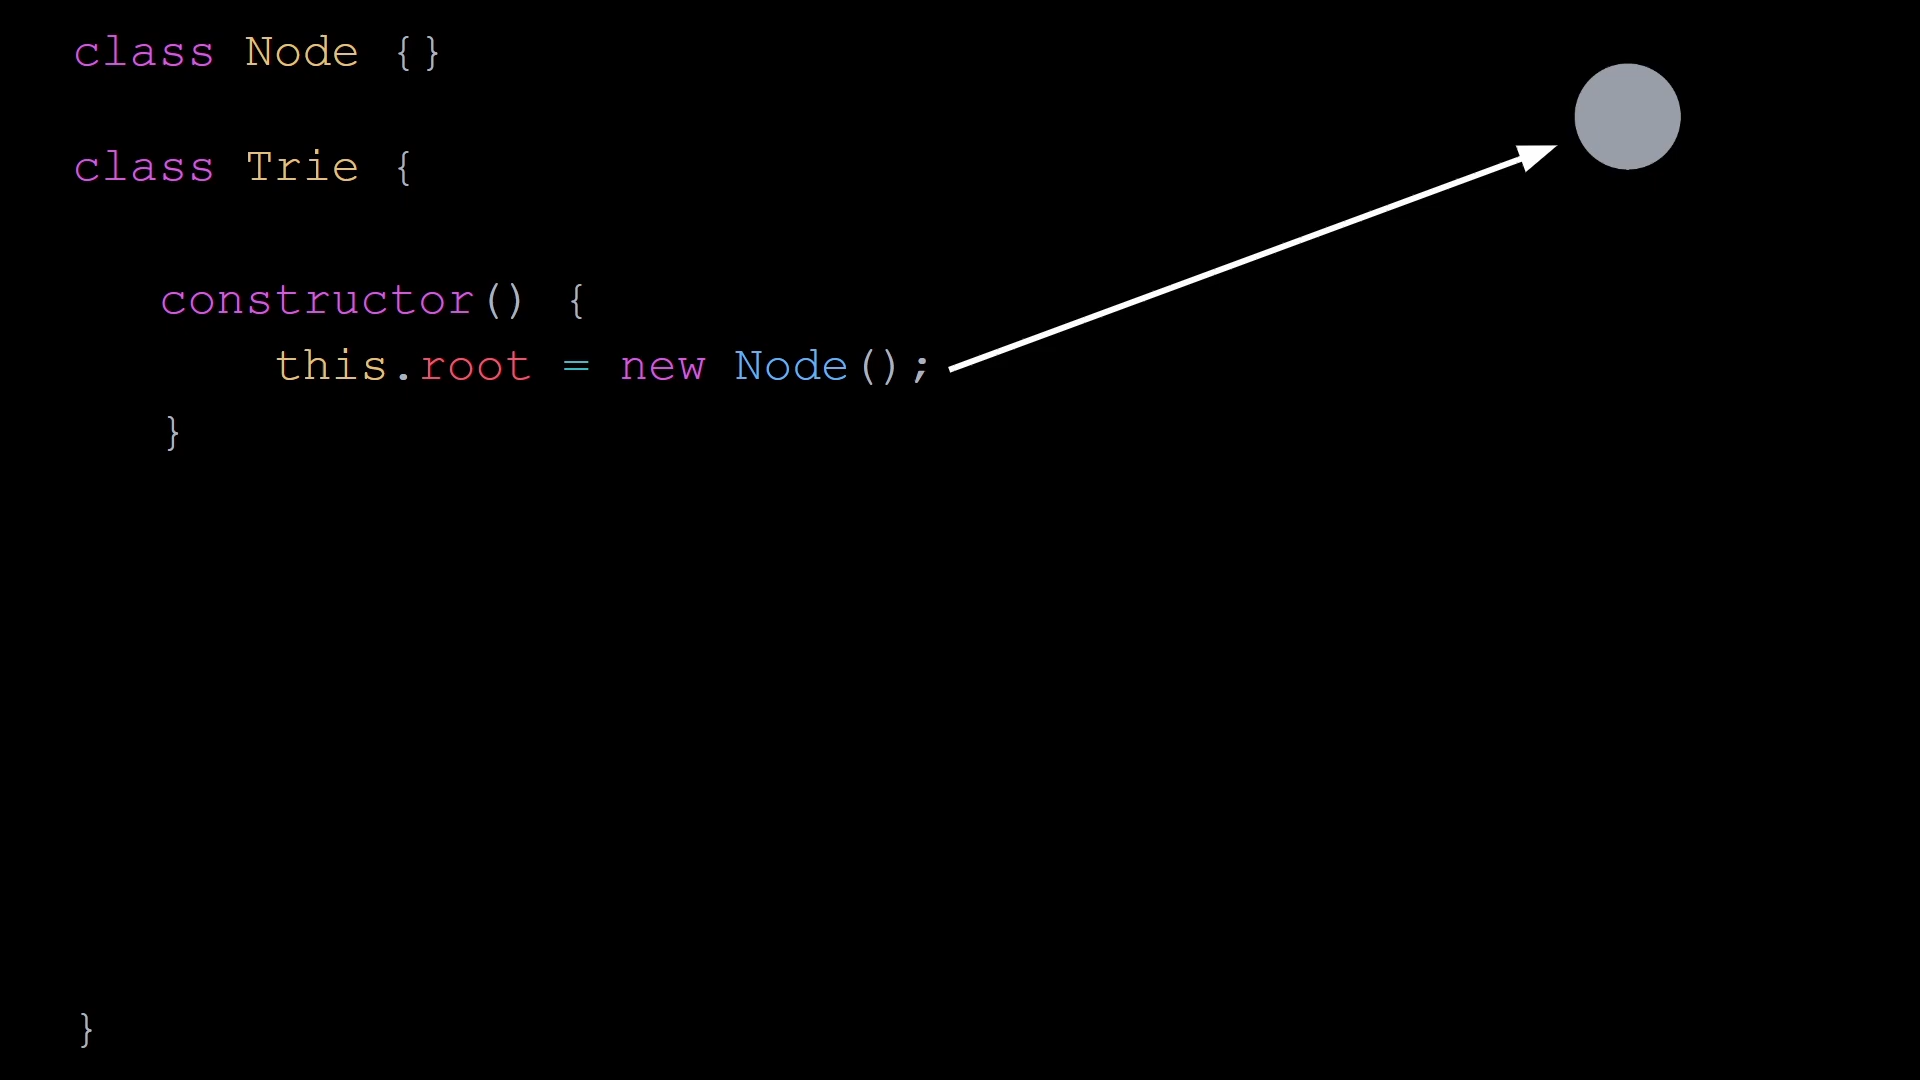 class Node {}
class Trie {
constructor() {
this.root = new Node();
}
}